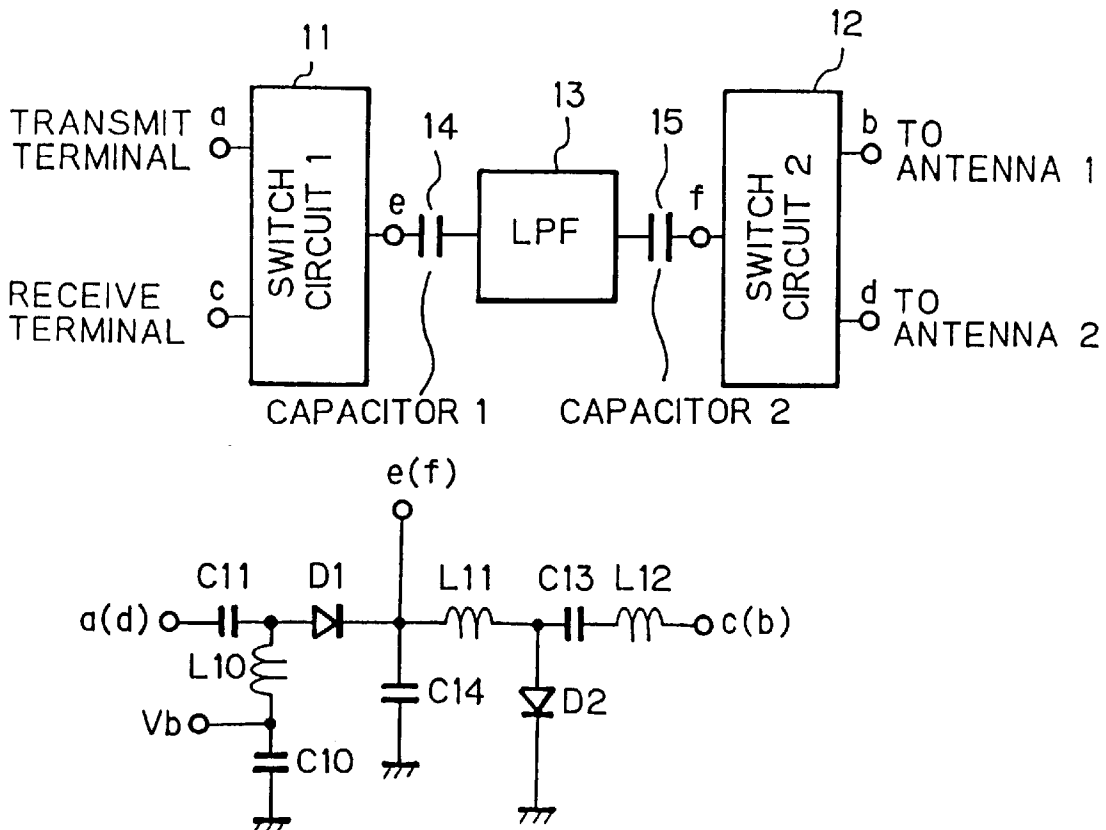 11
12
TRANSMIT
TERMINAL
a
14
13
15
b
TO
ANTENNA 1
SWITCH
CIRCUIT 1
e
LPF
f
SWITCH
CIRCUIT 2
RECEIVE
TERMINAL
c
d
TO
ANTENNA 2
CAPACITOR 1
CAPACITOR 2
e(f)
C11
D1
L11
C13
L12
a(d)
c(b)
L10
C14
D2
Vb
C10